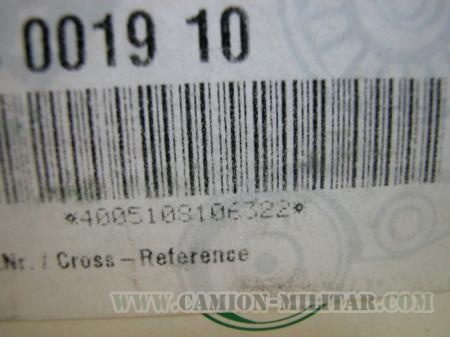 0019 10
*4005108106322*
Nr. / Cross-Reference
WWW.CAMION-MILITAR.COM